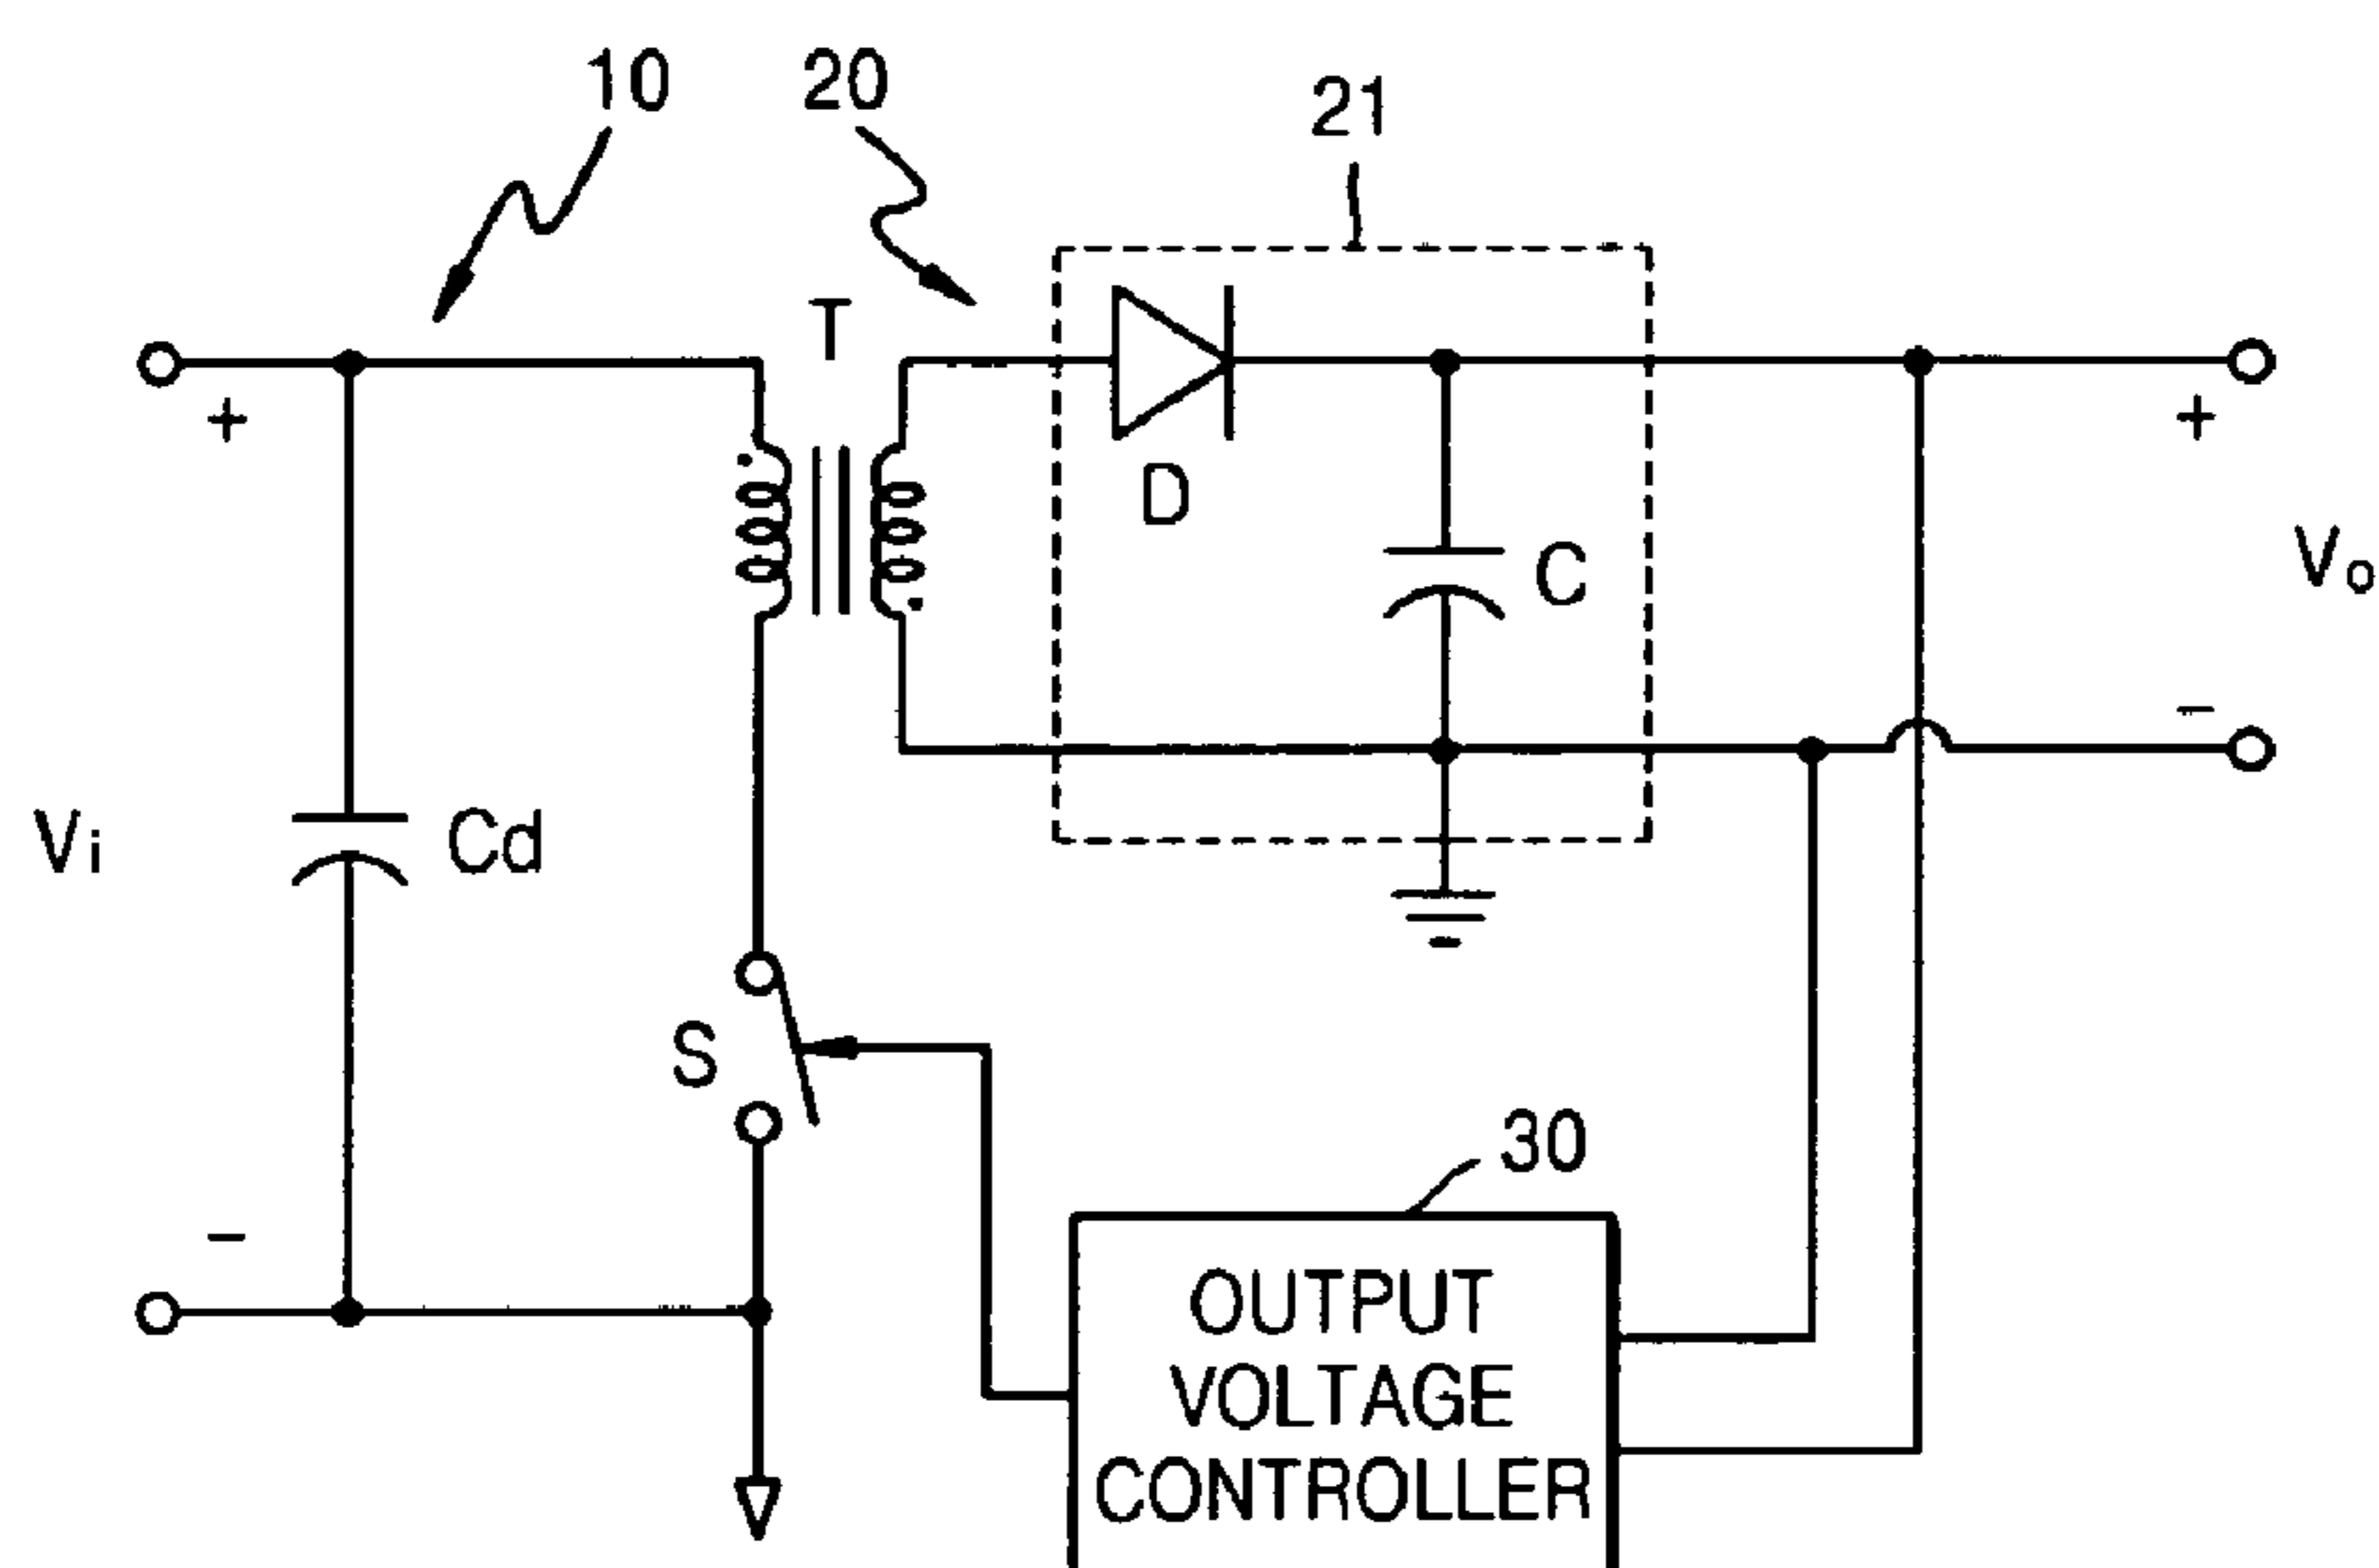 10
20
21
T
+
+
D
C
Vo
−
Vi
Cd
S
30
−
OUTPUT
VOLTAGE
CONTROLLER